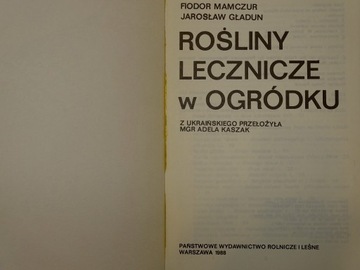 FIODOR MAMCZUR
JAROSŁAW GŁADUN
ROŚLINY
LECZNICZE
w OGRÓDKU
Z UKRAIŃSKIEGO PRZEŁOŻYŁA
MGR ADELA KASZAK
PAŃSTWOWE WYDAWNICTWO ROLNICZE I LEŚNE
WARSZAWA 1988